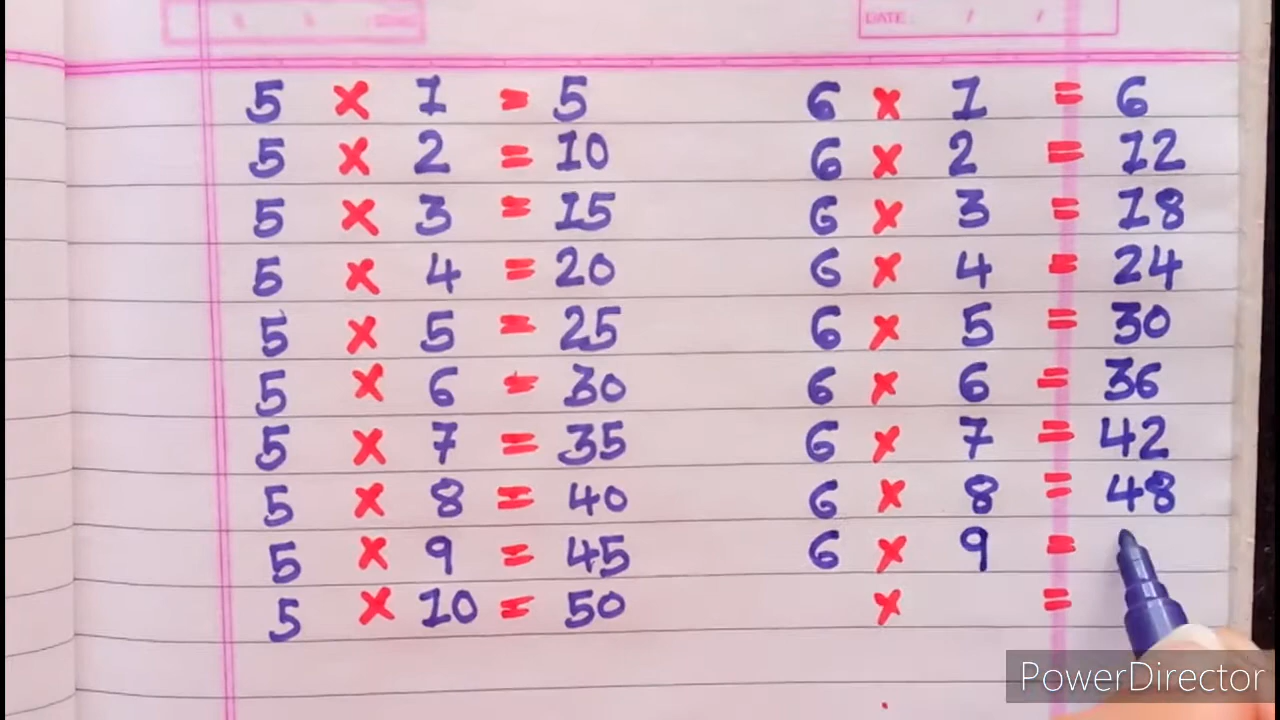 DATE: / /
5 × 1 = 5
5 × 2 = 10
5 × 3 = 15
5 × 4 = 20
5 × 5 = 25
5 × 6 = 30
5 × 7 = 35
5 × 8 = 40
5 × 9 = 45
5 × 10 = 50
6 × 1 = 6
6 × 2 = 12
6 × 3 = 18
6 × 4 = 24
6 × 5 = 30
6 × 6 = 36
6 × 7 = 42
6 × 8 = 48
6 × 9 =
× =
PowerDirector